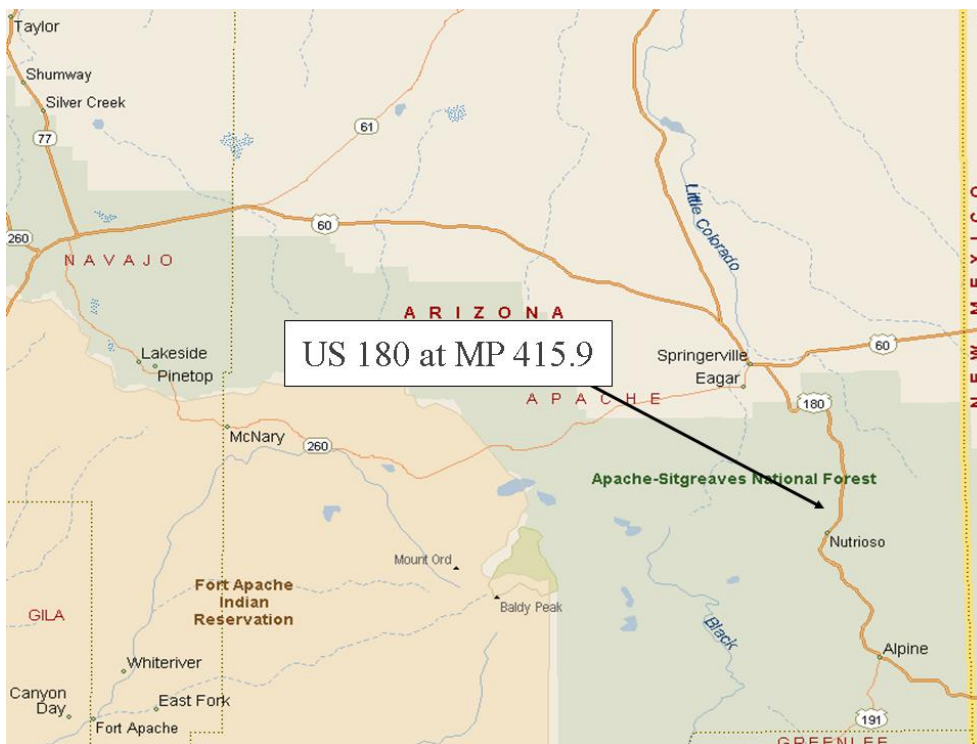 Taylor
Shumway
Silver Creek
77
61
60
260
NAVAJO
Little Colorado
NEW MEXICO
ARIZONA
US 180 at MP 415.9
Lakeside
Pinetop
Springerville
60
Eagar
APACHE
180
McNary
260
Apache-Sitgreaves National Forest
Nutrioso
Mount Ord
Baldy Peak
Fort Apache
Indian
Reservation
GILA
Black
Whiteriver
Alpine
Canyon
Day
East Fork
Fort Apache
191
GREENLEE